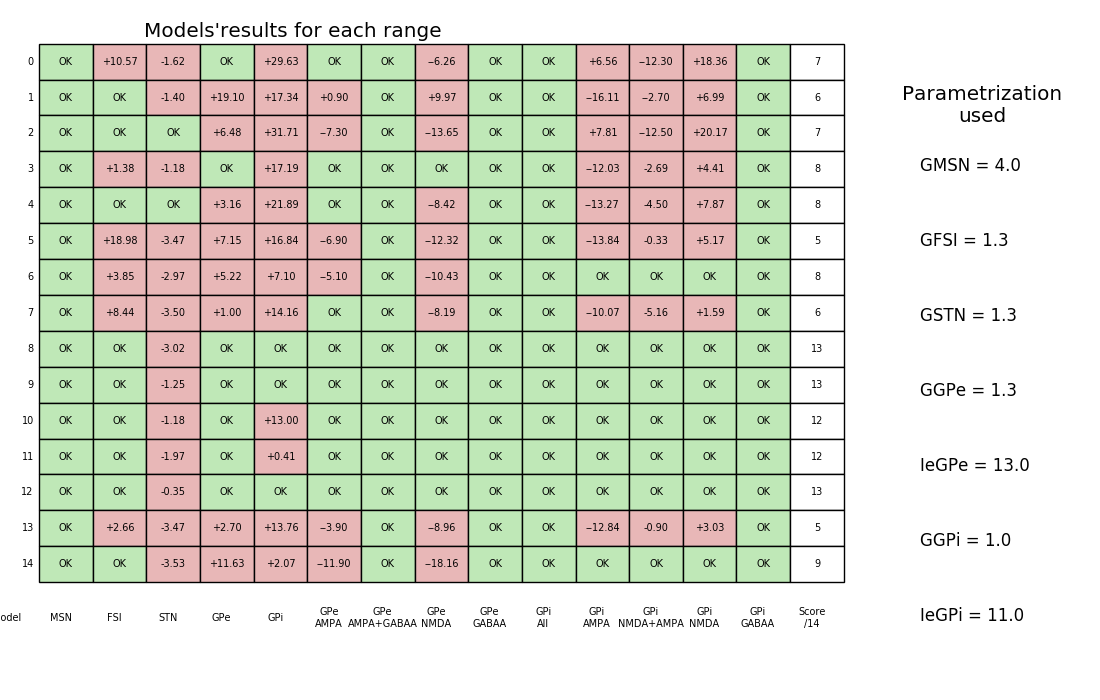 Models'results for each range
0 OK +10.57 -1.62 OK +29.63 OK OK −6.26 OK OK +6.56 −12.30 +18.36 OK 7
1 OK OK -1.40 +19.10 +17.34 +0.90 OK +9.97 OK OK −16.11 −2.70 +6.99 OK 6
2 OK OK OK +6.48 +31.71 −7.30 OK −13.65 OK OK +7.81 −12.50 +20.17 OK 7
3 OK +1.38 -1.18 OK +17.19 OK OK OK OK OK −12.03 -2.69 +4.41 OK 8
4 OK OK OK +3.16 +21.89 OK OK −8.42 OK OK −13.27 -4.50 +7.87 OK 8
5 OK +18.98 -3.47 +7.15 +16.84 −6.90 OK −12.32 OK OK −13.84 -0.33 +5.17 OK 5
6 OK +3.85 -2.97 +5.22 +7.10 −5.10 OK −10.43 OK OK OK OK OK OK 8
7 OK +8.44 -3.50 +1.00 +14.16 OK OK −8.19 OK OK −10.07 -5.16 +1.59 OK 6
8 OK OK -3.02 OK OK OK OK OK OK OK OK OK OK OK 13
9 OK OK -1.25 OK OK OK OK OK OK OK OK OK OK OK 13
10 OK OK -1.18 OK +13.00 OK OK OK OK OK OK OK OK OK 12
11 OK OK -1.97 OK +0.41 OK OK OK OK OK OK OK OK OK 12
12 OK OK -0.35 OK OK OK OK OK OK OK OK OK OK OK 13
13 OK +2.66 -3.47 +2.70 +13.76 −3.90 OK −8.96 OK OK −12.84 -0.90 +3.03 OK 5
14 OK OK -3.53 +11.63 +2.07 −11.90 OK −18.16 OK OK OK OK OK OK 9
odel MSN FSI STN GPe GPi GPe GPe GPe GPe GPi GPi GPi GPi GPi Score
AMPA AMPA+GABAA NMDA GABAA All AMPA NMDA+AMPA NMDA GABAA /14
Parametrization
used
GMSN = 4.0
GFSI = 1.3
GSTN = 1.3
GGPe = 1.3
IeGPe = 13.0
GGPi = 1.0
IeGPi = 11.0